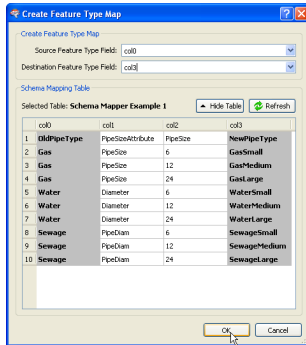 Create Feature Type Map
Create Feature Type Map
Source Feature Type Field: col0
Destination Feature Type Field: col3
Schema Mapping Table
Selected Table: Schema Mapper Example 1 Hide Table Refresh
col0 col1 col2 col3
1 OldPipeType PipeSizeAttribute PipeSize NewPipeType
2 Gas PipeSize 6 GasSmall
3 Gas PipeSize 12 GasMedium
4 Gas PipeSize 24 GasLarge
5 Water Diameter 6 WaterSmall
6 Water Diameter 12 WaterMedium
7 Water Diameter 24 WaterLarge
8 Sewage PipeDiam 6 SewageSmall
9 Sewage PipeDiam 12 SewageMedium
10 Sewage PipeDiam 24 SewageLarge
OK Cancel